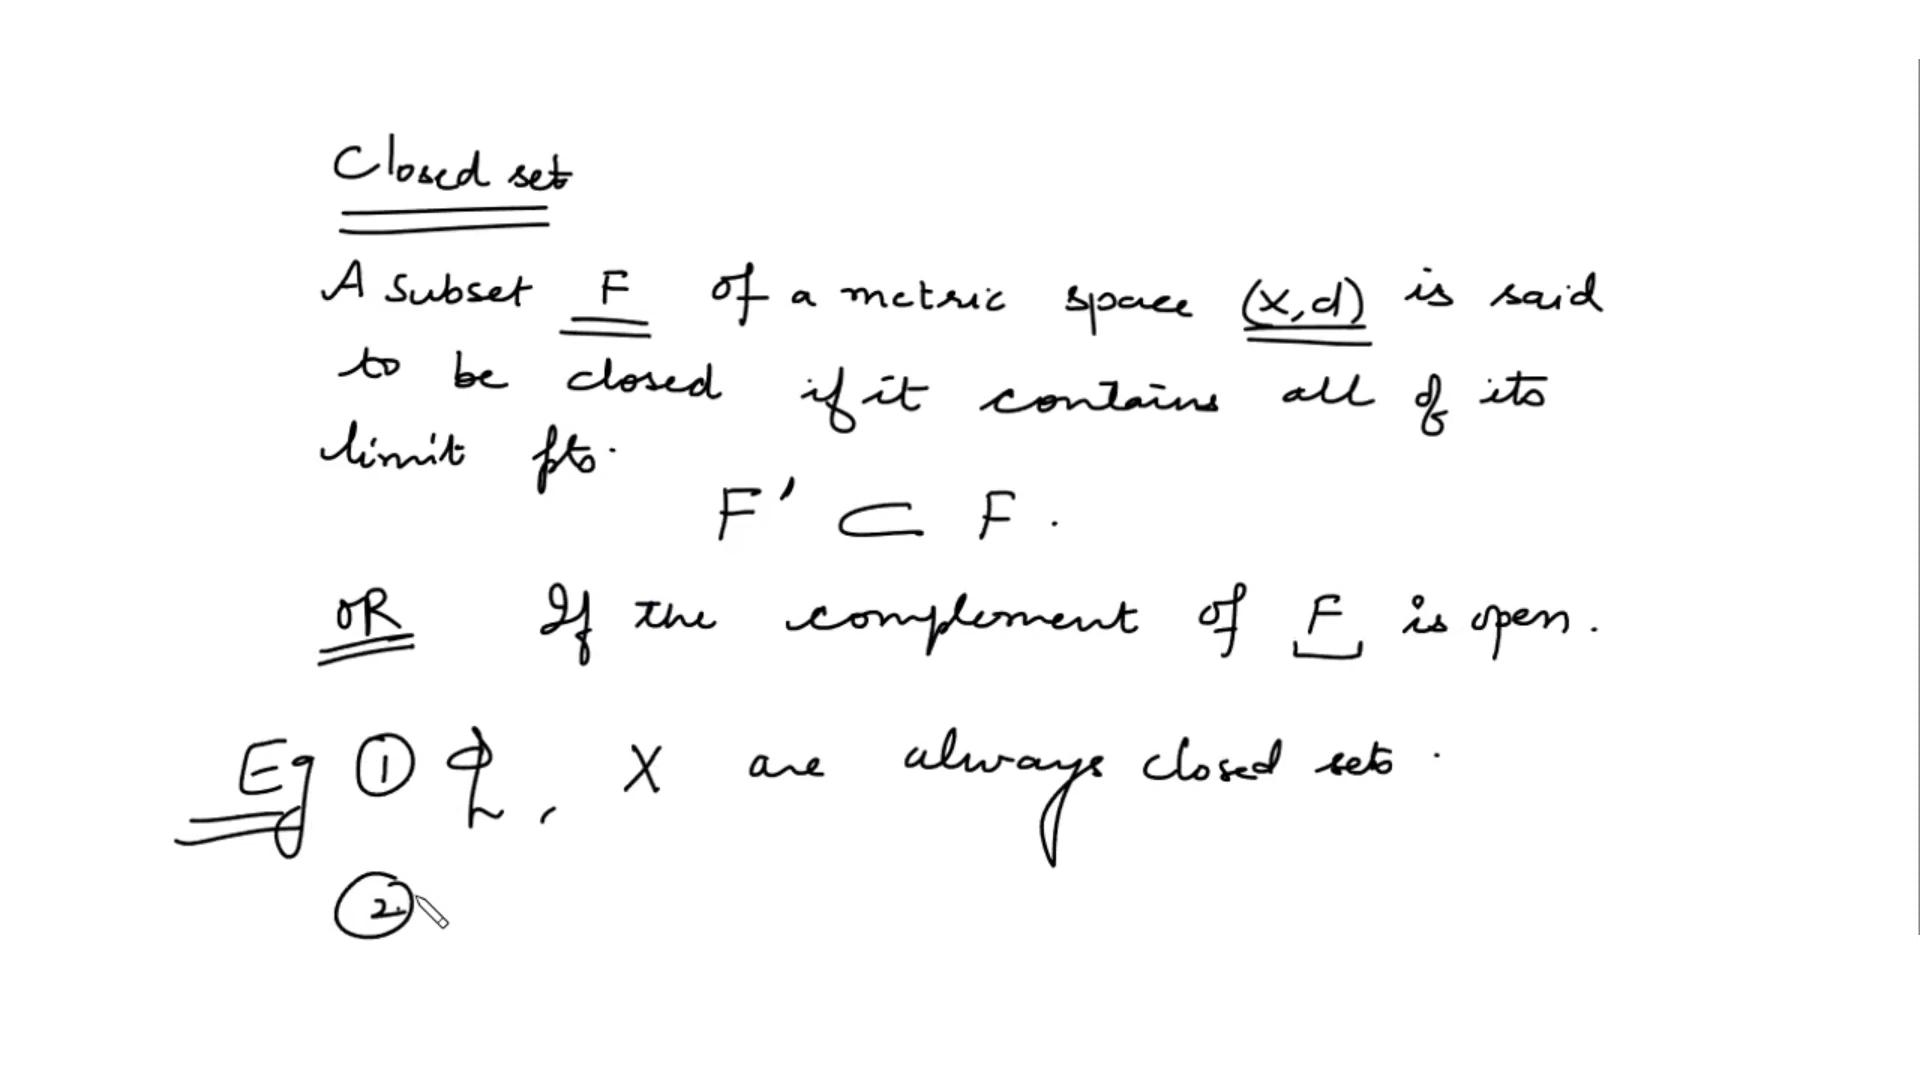 Closed set
A subset F of a metric space (X,d) is said
to be closed if it contains all of its
limit pts.
F' ⊂ F.
OR If the complement of F is open.
Eg ① φ, X are always closed sets.
②